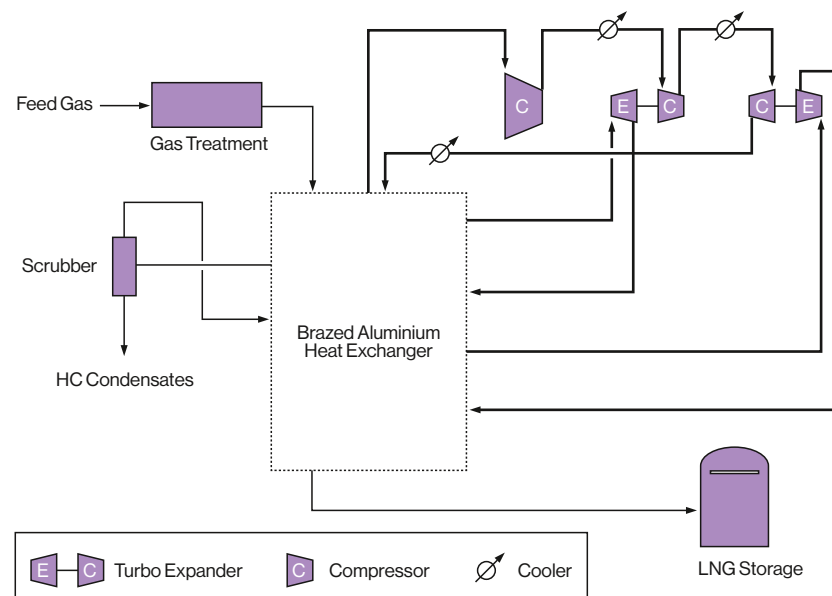 C
E
C
C
E
Feed Gas
Gas Treatment
Scrubber
HC Condensates
Brazed Aluminium
Heat Exchanger
LNG Storage
E
C
Turbo Expander
C
Compressor
Cooler